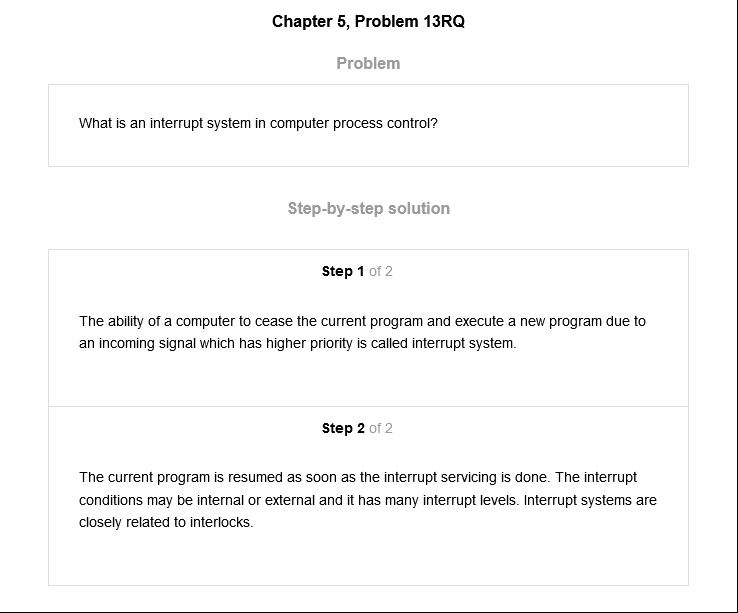 Chapter 5, Problem 13RQ
Problem
What is an interrupt system in computer process control?
Step-by-step solution
Step 1 of 2
The ability of a computer to cease the current program and execute a new program due to
an incoming signal which has higher priority is called interrupt system.
Step 2 of 2
The current program is resumed as soon as the interrupt servicing is done. The interrupt
conditions may be internal or external and it has many interrupt levels. Interrupt systems are
closely related to interlocks.